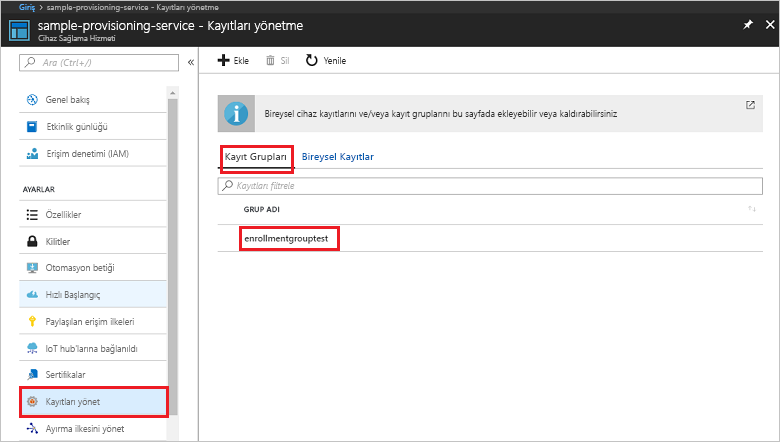 Giriş > sample-provisioning-service - Kayıtları yönetme
sample-provisioning-service - Kayıtları yönetme
Cihaz Sağlama Hizmeti
Ara (Ctrl+/)
Genel bakış
Etkinlik günlüğü
Erişim denetimi (IAM)
AYARLAR
Özellikler
Kilitler
Otomasyon betiği
Hızlı Başlangıç
Paylaşılan erişim ilkeleri
IoT hub'larına bağlanıldı
Sertifikalar
Kayıtları yönet
Ayırma ilkesini yönet
Ekle
Sil
Yenile
Bireysel cihaz kayıtlarını ve/veya kayıt gruplarını bu sayfada ekleyebilir veya kaldırabilirsiniz
Kayıt Grupları
Bireysel Kayıtlar
Kayıtları filtrele
GRUP ADI
enrollmentgrouptest